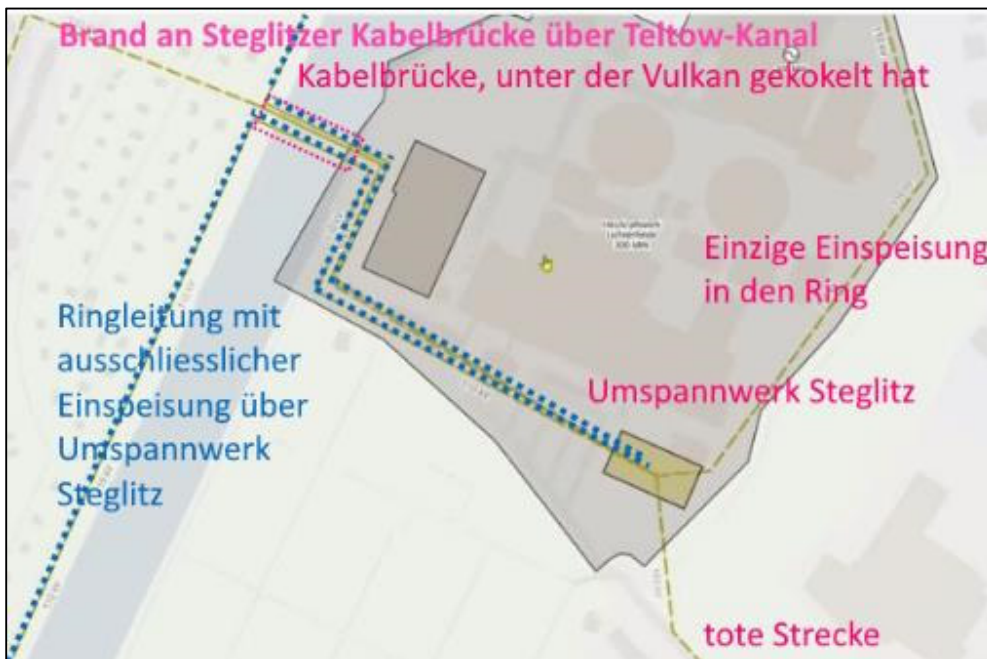 Brand an Steglitzer Kabelbrücke über Teltow-Kanal
Kabelbrücke, unter der Vulkan gekokelt hat
Einzige Einspeisung
in den Ring
Ringleitung mit
ausschliesslicher
Einspeisung über
Umspannwerk
Steglitz
Umspannwerk Steglitz
tote Strecke